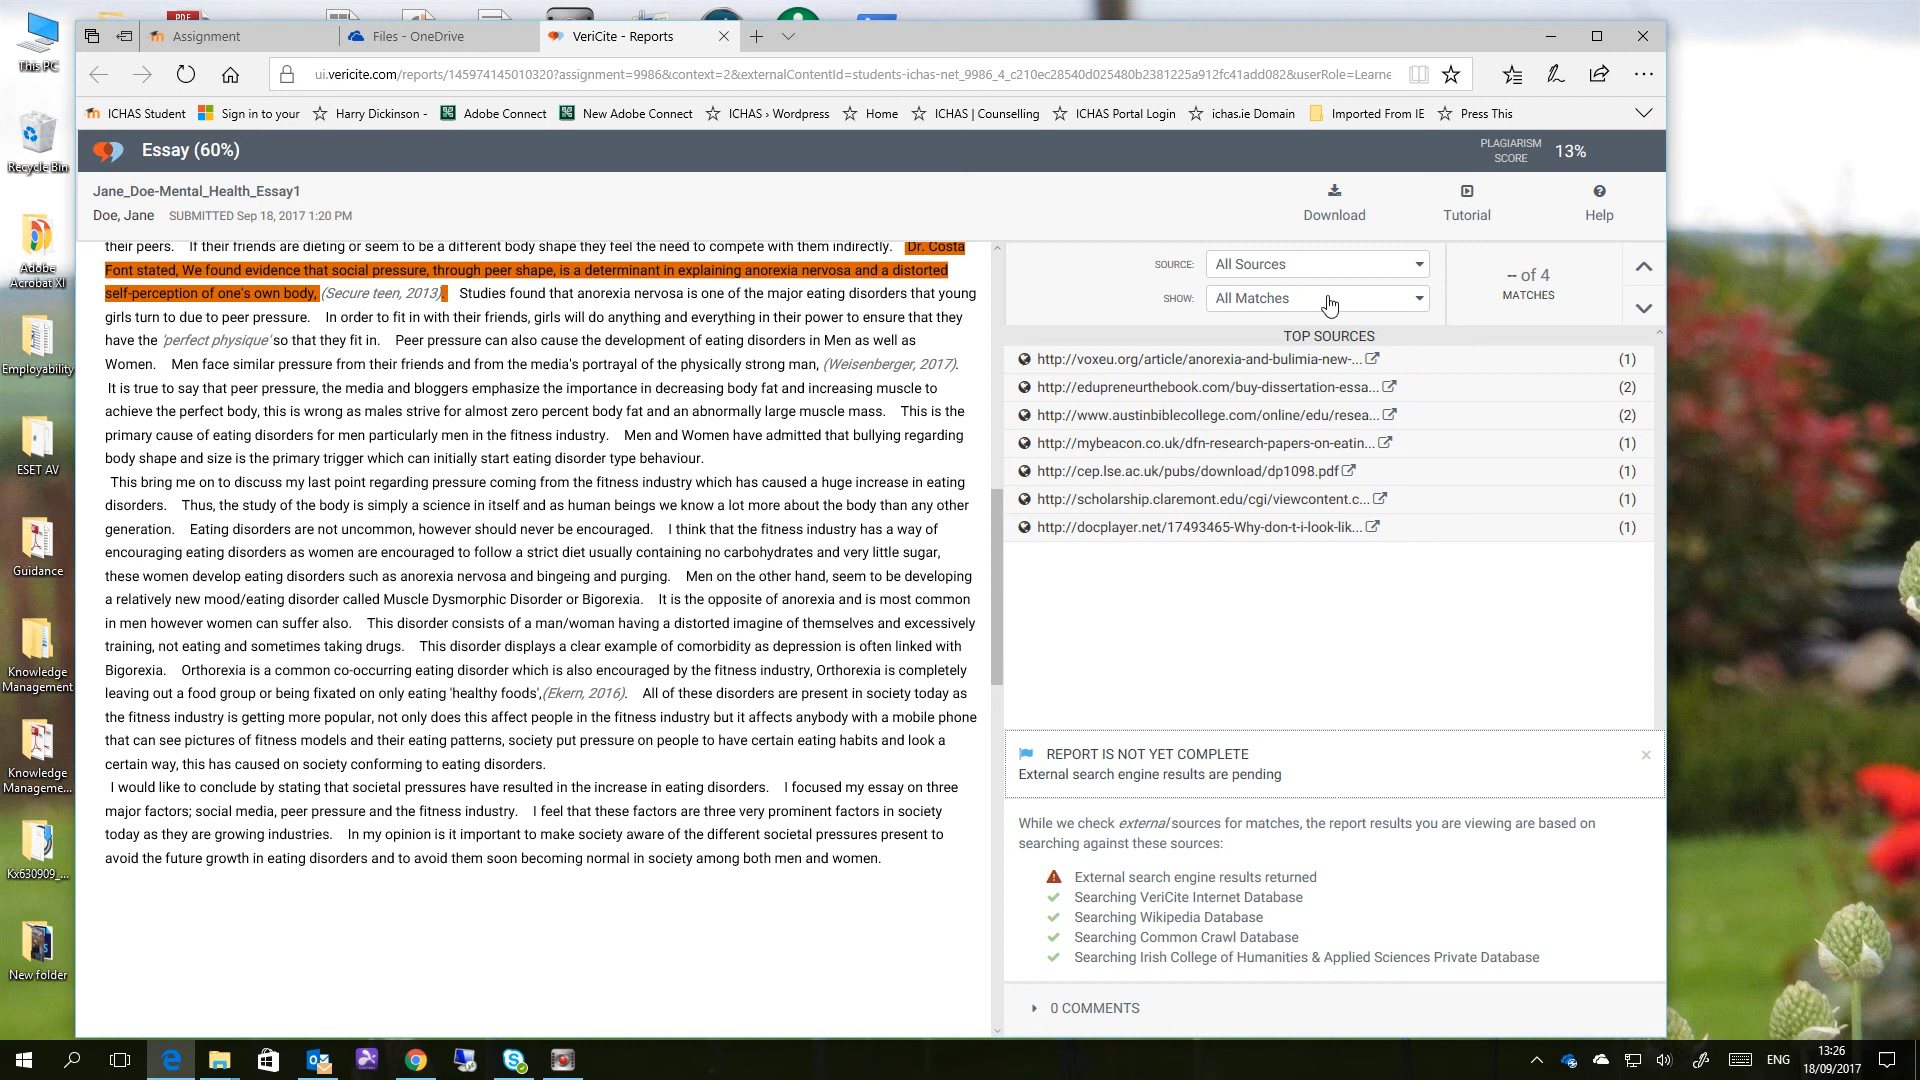 Assignment
Files - OneDrive
VeriCite - Reports
ui.vericite.com/reports/145974145010320?assignment=9986&context=2&externalContentId=students-ichas-net_9986_4_c210ec28540d025480b2381225a912fc41add082&userRole=Learne
ICHAS Student
Sign in to your
Harry Dickinson -
Adobe Connect
New Adobe Connect
ICHAS › Wordpress
Home
ICHAS | Counselling
ICHAS Portal Login
ichas.ie Domain
Imported From IE
Press This
Essay (60%)
PLAGIARISM
SCORE
13%
Jane_Doe-Mental_Health_Essay1
Doe, Jane SUBMITTED Sep 18, 2017 1:20 PM
Download
Tutorial
Help
their peers. If their friends are dieting or seem to be a different body shape they feel the need to compete with them indirectly. Dr. Costa
Font stated, We found evidence that social pressure, through peer shape, is a determinant in explaining anorexia nervosa and a distorted
self-perception of one's own body, (Secure teen, 2013). Studies found that anorexia nervosa is one of the major eating disorders that young
girls turn to due to peer pressure. In order to fit in with their friends, girls will do anything and everything in their power to ensure that they
have the 'perfect physique' so that they fit in. Peer pressure can also cause the development of eating disorders in Men as well as
Women. Men face similar pressure from their friends and from the media's portrayal of the physically strong man, (Weisenberger, 2017).
It is true to say that peer pressure, the media and bloggers emphasize the importance in decreasing body fat and increasing muscle to
achieve the perfect body, this is wrong as males strive for almost zero percent body fat and an abnormally large muscle mass. This is the
primary cause of eating disorders for men particularly men in the fitness industry. Men and Women have admitted that bullying regarding
body shape and size is the primary trigger which can initially start eating disorder type behaviour.
This bring me on to discuss my last point regarding pressure coming from the fitness industry which has caused a huge increase in eating
disorders. Thus, the study of the body is simply a science in itself and as human beings we know a lot more about the body than any other
generation. Eating disorders are not uncommon, however should never be encouraged. I think that the fitness industry has a way of
encouraging eating disorders as women are encouraged to follow a strict diet usually containing no carbohydrates and very little sugar,
these women develop eating disorders such as anorexia nervosa and bingeing and purging. Men on the other hand, seem to be developing
a relatively new mood/eating disorder called Muscle Dysmorphic Disorder or Bigorexia. It is the opposite of anorexia and is most common
in men however women can suffer also. This disorder consists of a man/woman having a distorted imagine of themselves and excessively
training, not eating and sometimes taking drugs. This disorder displays a clear example of comorbidity as depression is often linked with
Bigorexia. Orthorexia is a common co-occurring eating disorder which is also encouraged by the fitness industry, Orthorexia is completely
leaving out a food group or being fixated on only eating 'healthy foods',(Ekern, 2016). All of these disorders are present in society today as
the fitness industry is getting more popular, not only does this affect people in the fitness industry but it affects anybody with a mobile phone
that can see pictures of fitness models and their eating patterns, society put pressure on people to have certain eating habits and look a
certain way, this has caused on society conforming to eating disorders.
I would like to conclude by stating that societal pressures have resulted in the increase in eating disorders. I focused my essay on three
major factors; social media, peer pressure and the fitness industry. I feel that these factors are three very prominent factors in society
today as they are growing industries. In my opinion is it important to make society aware of the different societal pressures present to
avoid the future growth in eating disorders and to avoid them soon becoming normal in society among both men and women.
SOURCE: All Sources
SHOW: All Matches
-- of 4
MATCHES
TOP SOURCES
http://voxeu.org/article/anorexia-and-bulimia-new-... (1)
http://edupreneurthebook.com/buy-dissertation-essa... (2)
http://www.austinbiblecollege.com/online/edu/resea... (2)
http://mybeacon.co.uk/dfn-research-papers-on-eatin... (1)
http://cep.lse.ac.uk/pubs/download/dp1098.pdf (1)
http://scholarship.claremont.edu/cgi/viewcontent.c... (1)
http://docplayer.net/17493465-Why-don-t-i-look-lik... (1)
REPORT IS NOT YET COMPLETE
External search engine results are pending
While we check external sources for matches, the report results you are viewing are based on
searching against these sources:
External search engine results returned
Searching VeriCite Internet Database
Searching Wikipedia Database
Searching Common Crawl Database
Searching Irish College of Humanities & Applied Sciences Private Database
0 COMMENTS
This PC
Recycle Bin
Adobe
Acrobat XI
Employability
ESET AV
Guidance
Knowledge
Management
Knowledge
Manageme...
Kx630909_...
New folder
PDF
ENG
13:26
18/09/2017